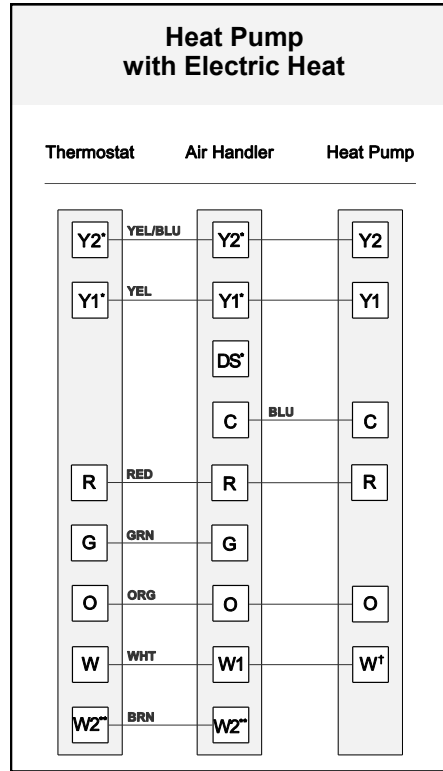 Heat Pump
with Electric Heat
Thermostat Air Handler Heat Pump
Y2* YEL/BLU Y2* Y2
Y1* YEL Y1* Y1
DS*
C BLU C
R RED R R
G GRN G
O ORG O O
W WHT W1 W†
W2** BRN W2**